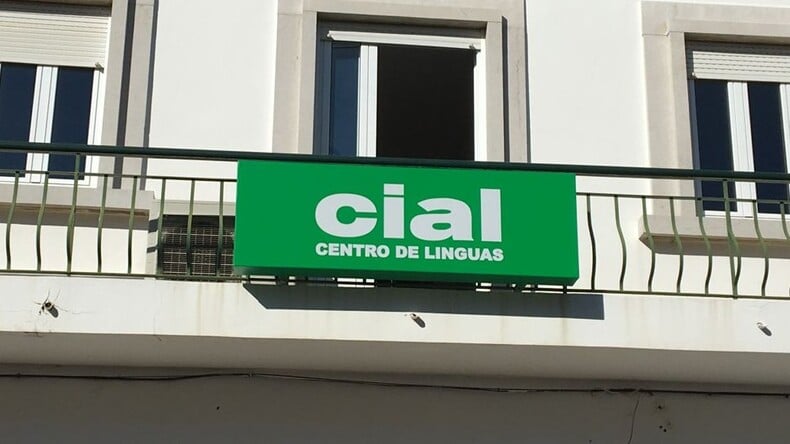 cial
CENTRO DE LINGUAS